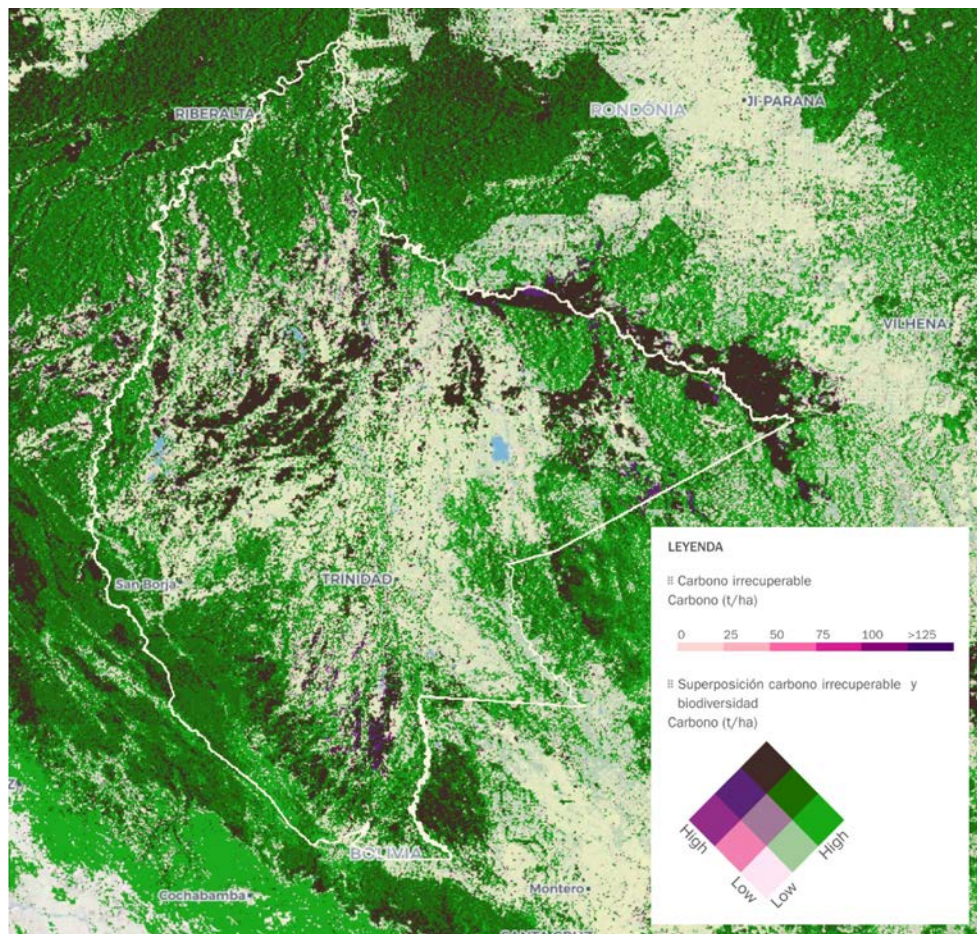 RIBERALTA
RONDÔNIA
JI-PARANA
VILHENA
San Borja
TRINIDAD
LEYENDA
Carbono irrecuperable
Carbono (t/ha)
0 25 50 75 100 >125
Superposición carbono irrecuperable y
biodiversidad
Carbono (t/ha)
High
High
Low
Low
BOLIVIA
Cochabamba
Montero